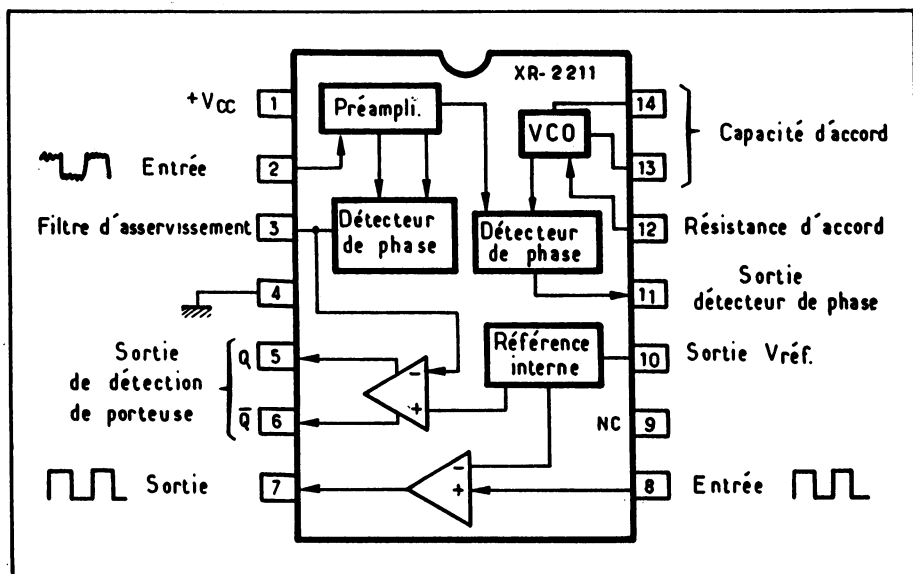 XR-2211
+Vcc 1
Entrée 2
Filtre d'asservissement 3
4
Sortie
de détection
de porteuse
Q 5
Q̅ 6
Sortie 7
Préampli.
VCO
Détecteur
de phase
Détecteur
de phase
Référence
interne
-
+
-
+
14
13
Capacité d'accord
12 Résistance d'accord
11 Sortie
détecteur de phase
10 Sortie Vréf.
NC 9
8 Entrée